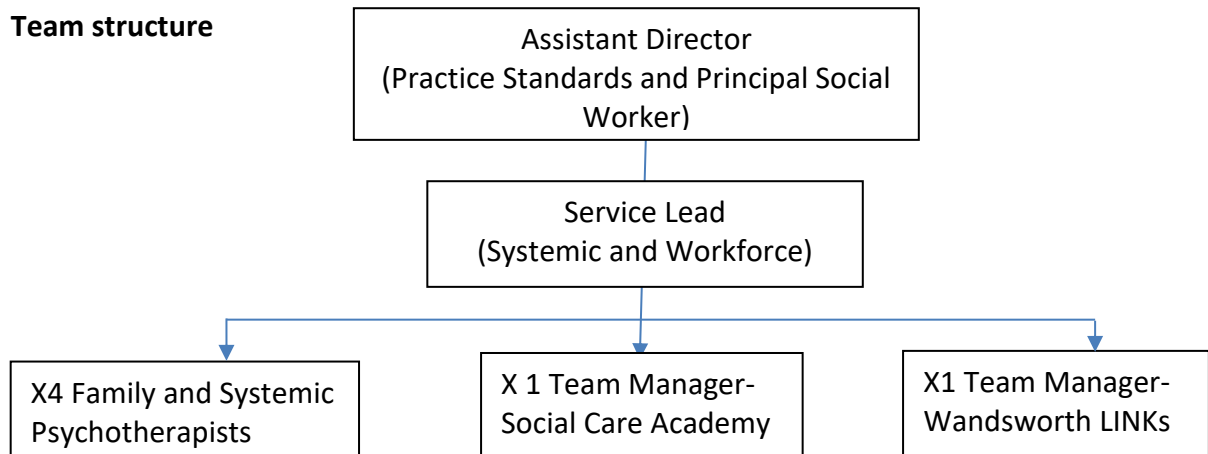 Team structure
Assistant Director
(Practice Standards and Principal Social
Worker)
Service Lead
(Systemic and Workforce)
X4 Family and Systemic
Psychotherapists
X 1 Team Manager-
Social Care Academy
X1 Team Manager-
Wandsworth LINKs